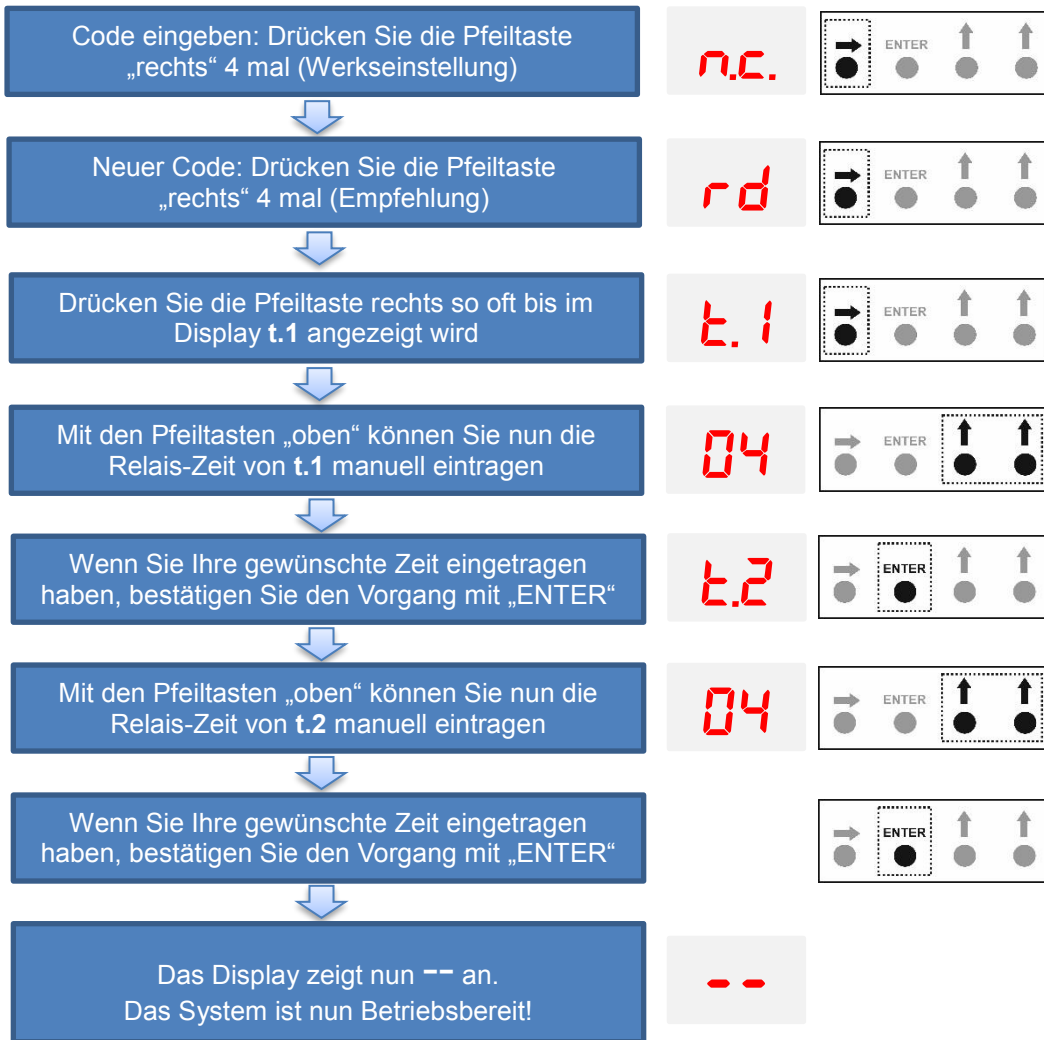 Code eingeben: Drücken Sie die Pfeiltaste
„rechts“ 4 mal (Werkseinstellung)
n.c.
ENTER
Neuer Code: Drücken Sie die Pfeiltaste
„rechts“ 4 mal (Empfehlung)
rd
ENTER
Drücken Sie die Pfeiltaste rechts so oft bis im
Display t.1 angezeigt wird
t.1
ENTER
Mit den Pfeiltasten „oben“ können Sie nun die
Relais-Zeit von t.1 manuell eintragen
04
ENTER
Wenn Sie Ihre gewünschte Zeit eingetragen
haben, bestätigen Sie den Vorgang mit „ENTER“
t.2
ENTER
Mit den Pfeiltasten „oben“ können Sie nun die
Relais-Zeit von t.2 manuell eintragen
04
ENTER
Wenn Sie Ihre gewünschte Zeit eingetragen
haben, bestätigen Sie den Vorgang mit „ENTER“
ENTER
Das Display zeigt nun -- an.
Das System ist nun Betriebsbereit!
--